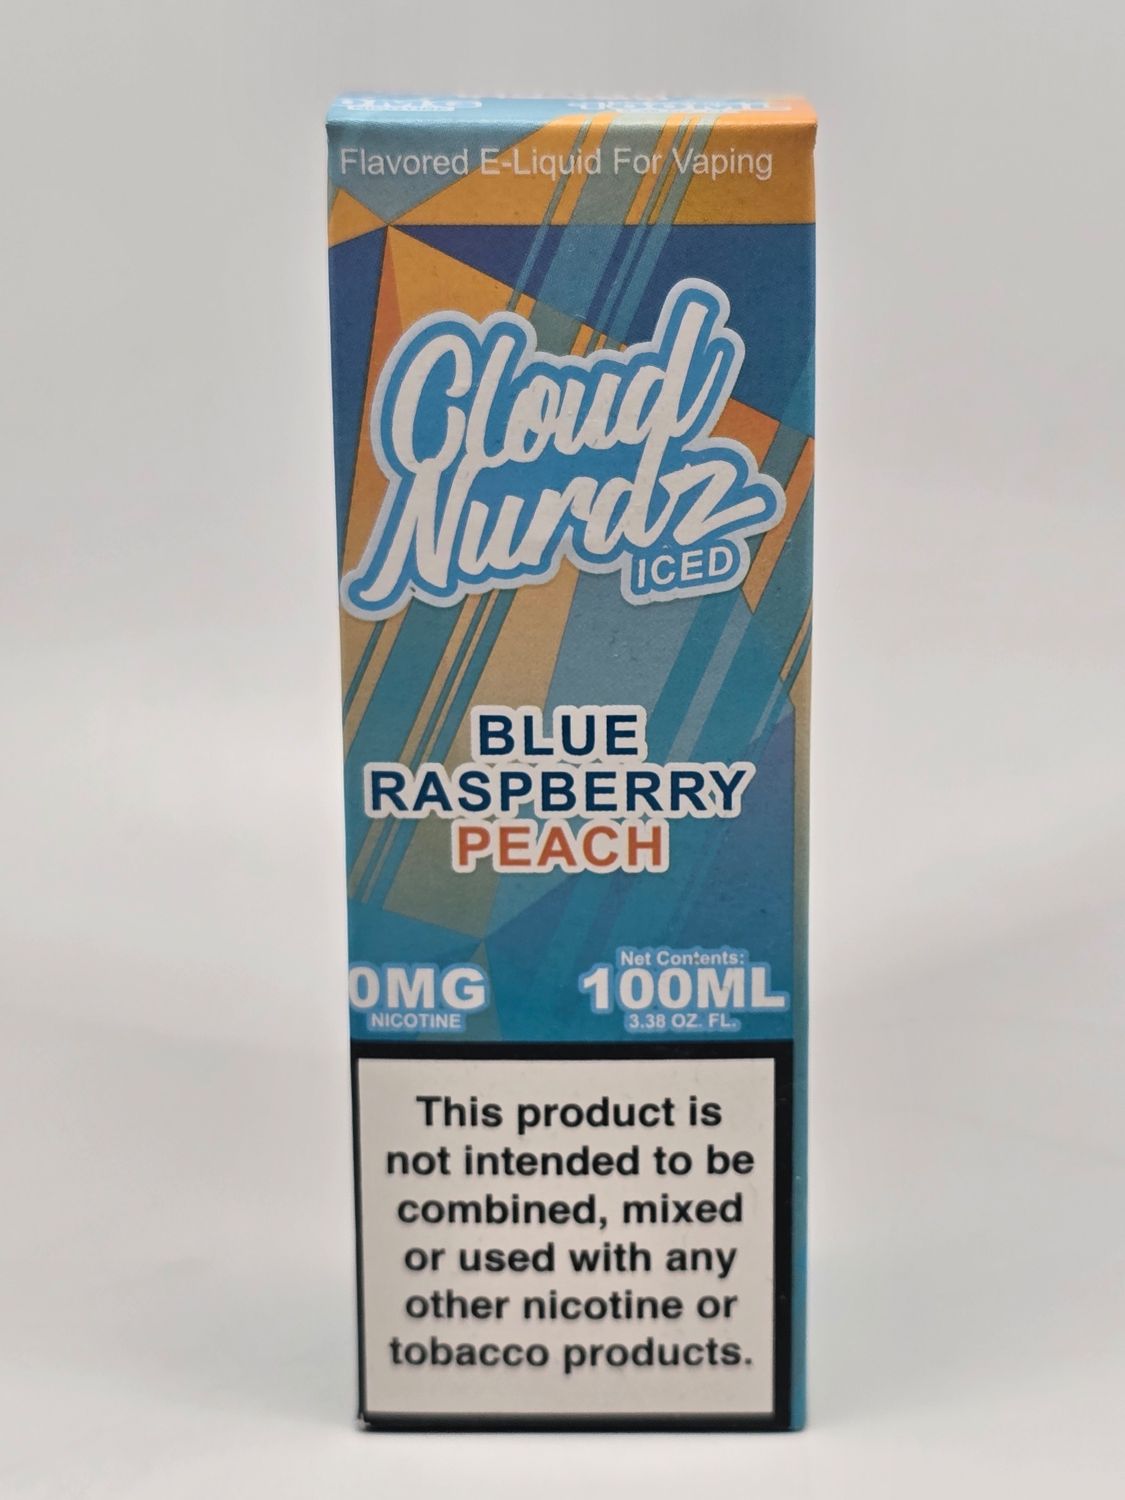 Flavored E-Liquid For Vaping
Cloud
Nurdz
ICED
BLUE
RASPBERRY
PEACH
0MG
NICOTINE
Net Contents:
100ML
3.38 OZ. FL.
This product is
not intended to be
combined, mixed
or used with any
other nicotine or
tobacco products.